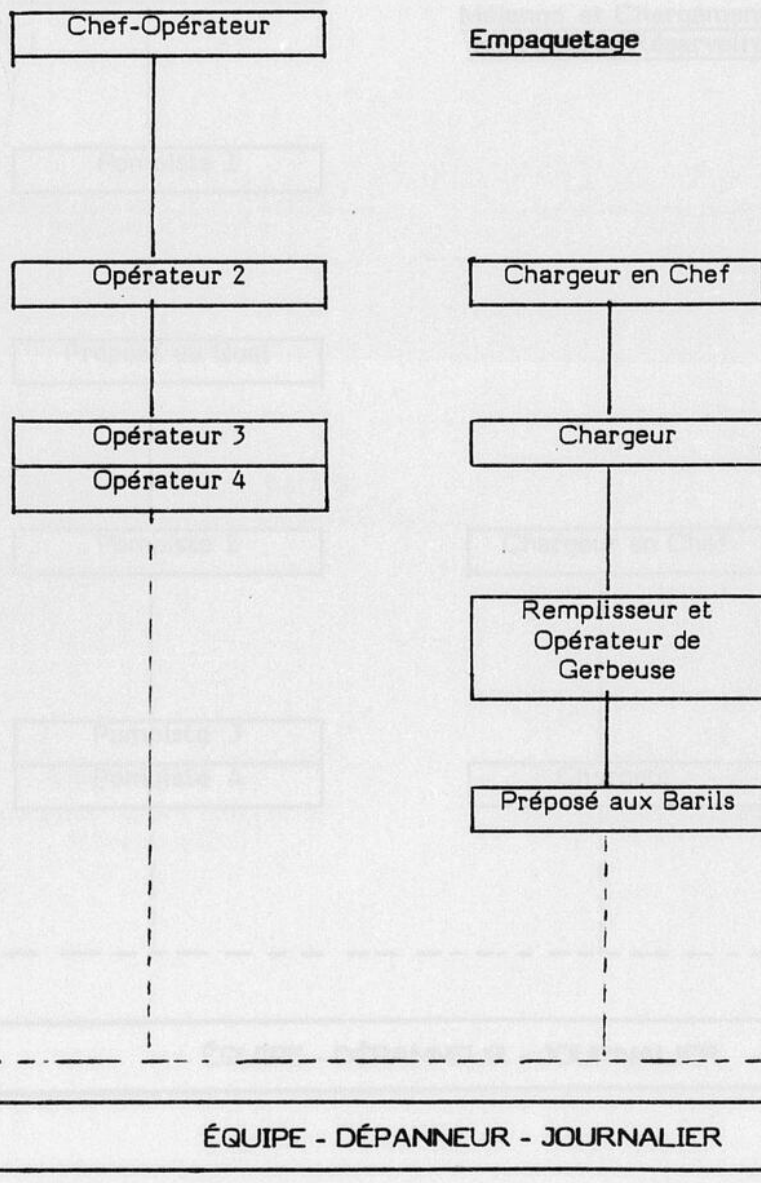 Chef-Opérateur
Empaquetage
Opérateur 2
Chargeur en Chef
Opérateur 3
Chargeur
Opérateur 4
Remplisseur et
Opérateur de
Gerbeuse
Préposé aux Barils
ÉQUIPE - DÉPANNEUR - JOURNALIER